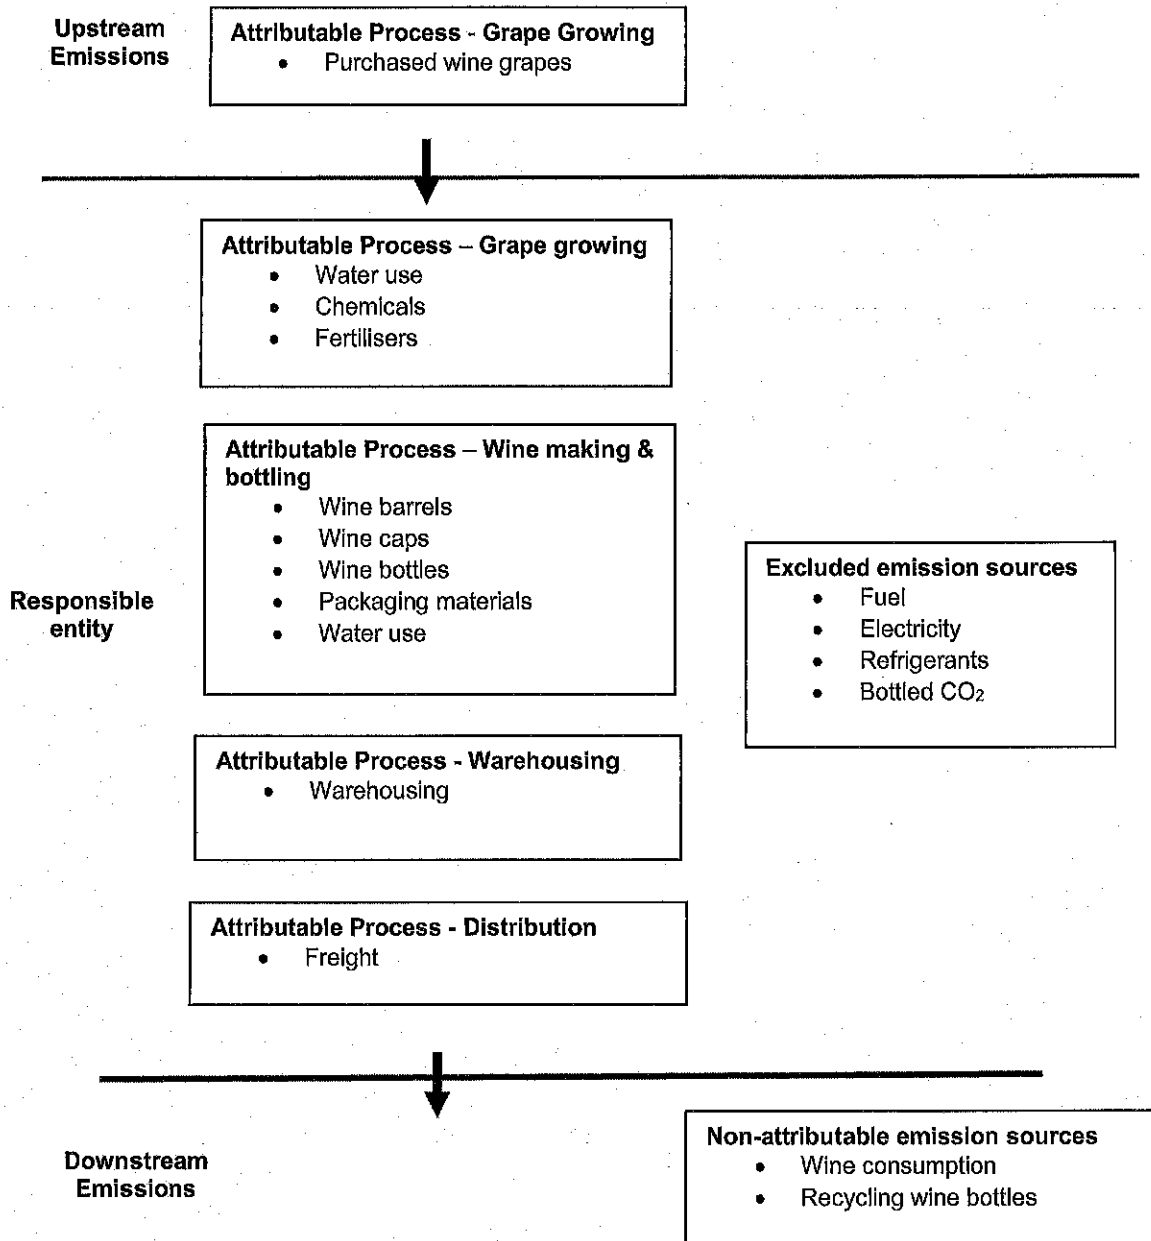 Upstream
Emissions
Attributable Process - Grape Growing
• Purchased wine grapes
Attributable Process – Grape growing
• Water use
• Chemicals
• Fertilisers
Attributable Process – Wine making &
bottling
• Wine barrels
• Wine caps
• Wine bottles
• Packaging materials
• Water use
Responsible
entity
Excluded emission sources
• Fuel
• Electricity
• Refrigerants
• Bottled CO₂
Attributable Process - Warehousing
• Warehousing
Attributable Process - Distribution
• Freight
Downstream
Emissions
Non-attributable emission sources
• Wine consumption
• Recycling wine bottles